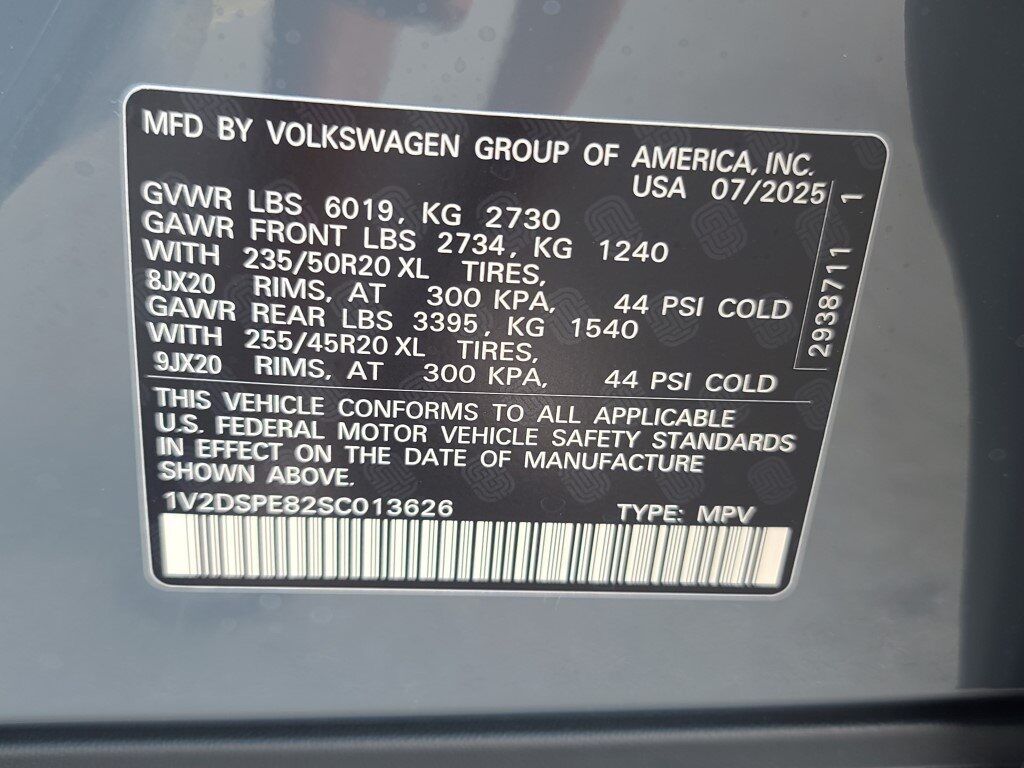 MFD BY VOLKSWAGEN GROUP OF AMERICA, INC.
USA 07/2025
GVWR LBS 6019, KG 2730
GAWR FRONT LBS 2734, KG 1240
WITH 235/50R20 XL TIRES,
8JX20 RIMS, AT 300 KPA, 44 PSI COLD
GAWR REAR LBS 3395, KG 1540
WITH 255/45R20 XL TIRES,
9JX20 RIMS, AT 300 KPA, 44 PSI COLD
2938711 1
THIS VEHICLE CONFORMS TO ALL APPLICABLE
U.S. FEDERAL MOTOR VEHICLE SAFETY STANDARDS
IN EFFECT ON THE DATE OF MANUFACTURE
SHOWN ABOVE.
1V2DSPE82SC013626 TYPE: MPV